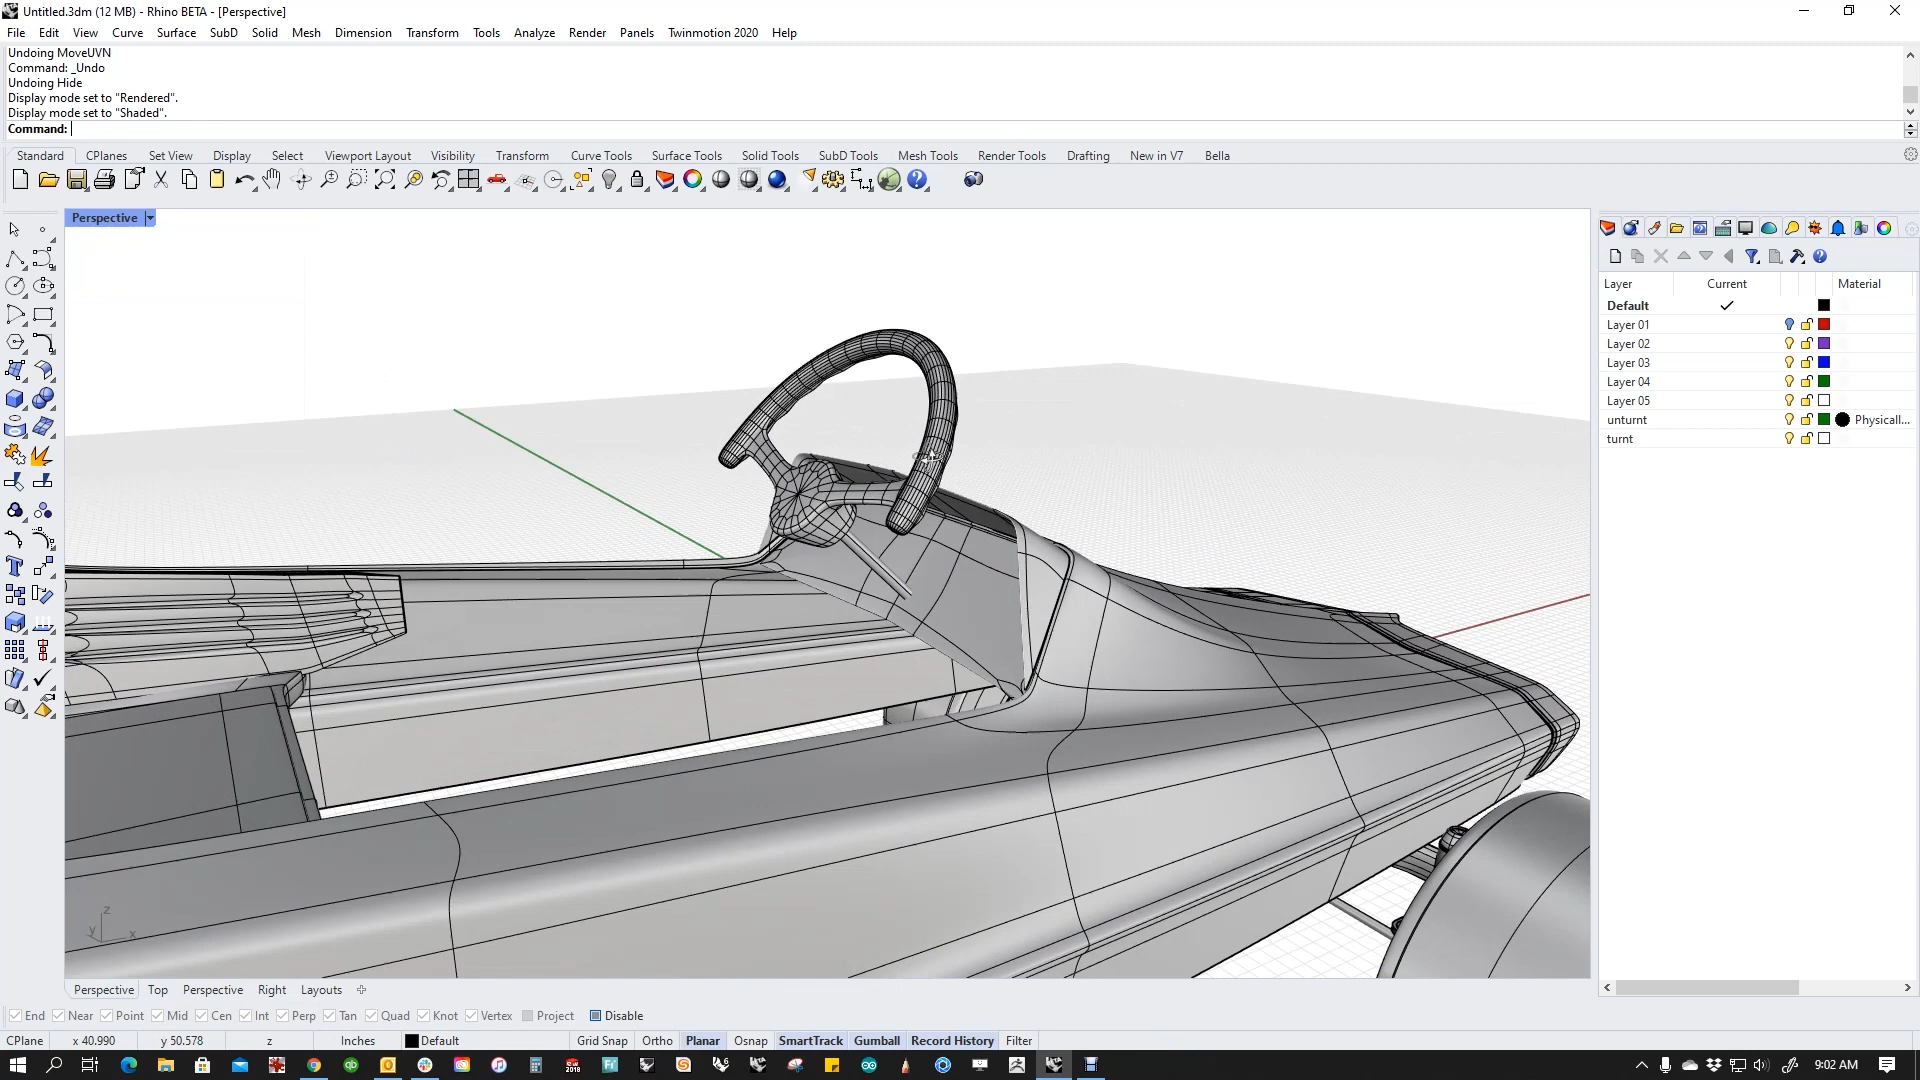 Untitled.3dm (12 MB) - Rhino BETA - [Perspective]
File Edit View Curve Surface SubD Solid Mesh Dimension Transform Tools Analyze Render Panels Twinmotion 2020 Help
Undoing MoveUVN
Command: _Undo
Undoing Hide
Display mode set to "Rendered".
Display mode set to "Shaded".
Command:
Standard CPlanes Set View Display Select Viewport Layout Visibility Transform Curve Tools Surface Tools Solid Tools SubD Tools Mesh Tools Render Tools Drafting New in V7 Bella
Perspective
Layer Current Material
Default
Layer 01
Layer 02
Layer 03
Layer 04
Layer 05
unturnt Physicall...
turnt
z
y x
Perspective Top Perspective Right Layouts
End Near Point Mid Cen Int Perp Tan Quad Knot Vertex Project Disable
CPlane x 40.990 y 50.578 z Inches Default Grid Snap Ortho Planar Osnap SmartTrack Gumball Record History Filter
9:02 AM